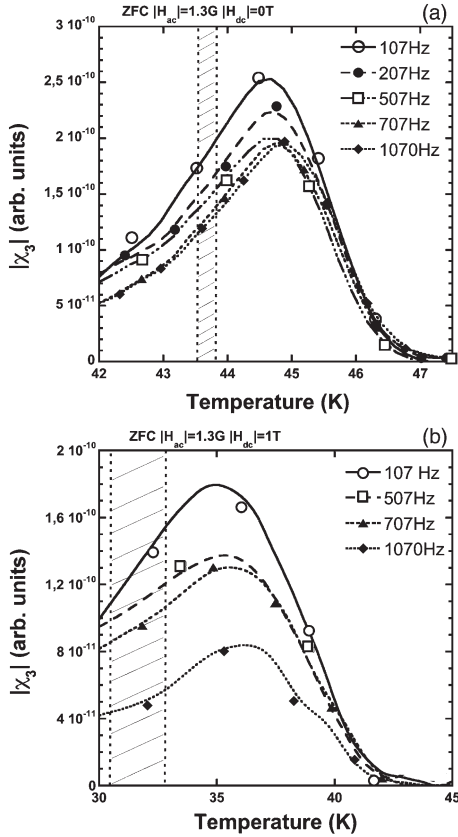 ZFC |Hac|=1.3G |Hdc|=0T
(a)
3 10-10
2,5 10-10
2 10-10
1,5 10-10
1 10-10
5 10-11
0
|χ3| (arb. units)
107Hz
207Hz
507Hz
707Hz
1070Hz
42 43 44 45 46 47
Temperature (K)
ZFC |Hac|=1.3G |Hdc|=1T
(b)
2 10-10
1,6 10-10
1,2 10-10
8 10-11
4 10-11
0
|χ3| (arb. units)
107 Hz
507Hz
707Hz
1070Hz
30 35 40 45
Temperature (K)